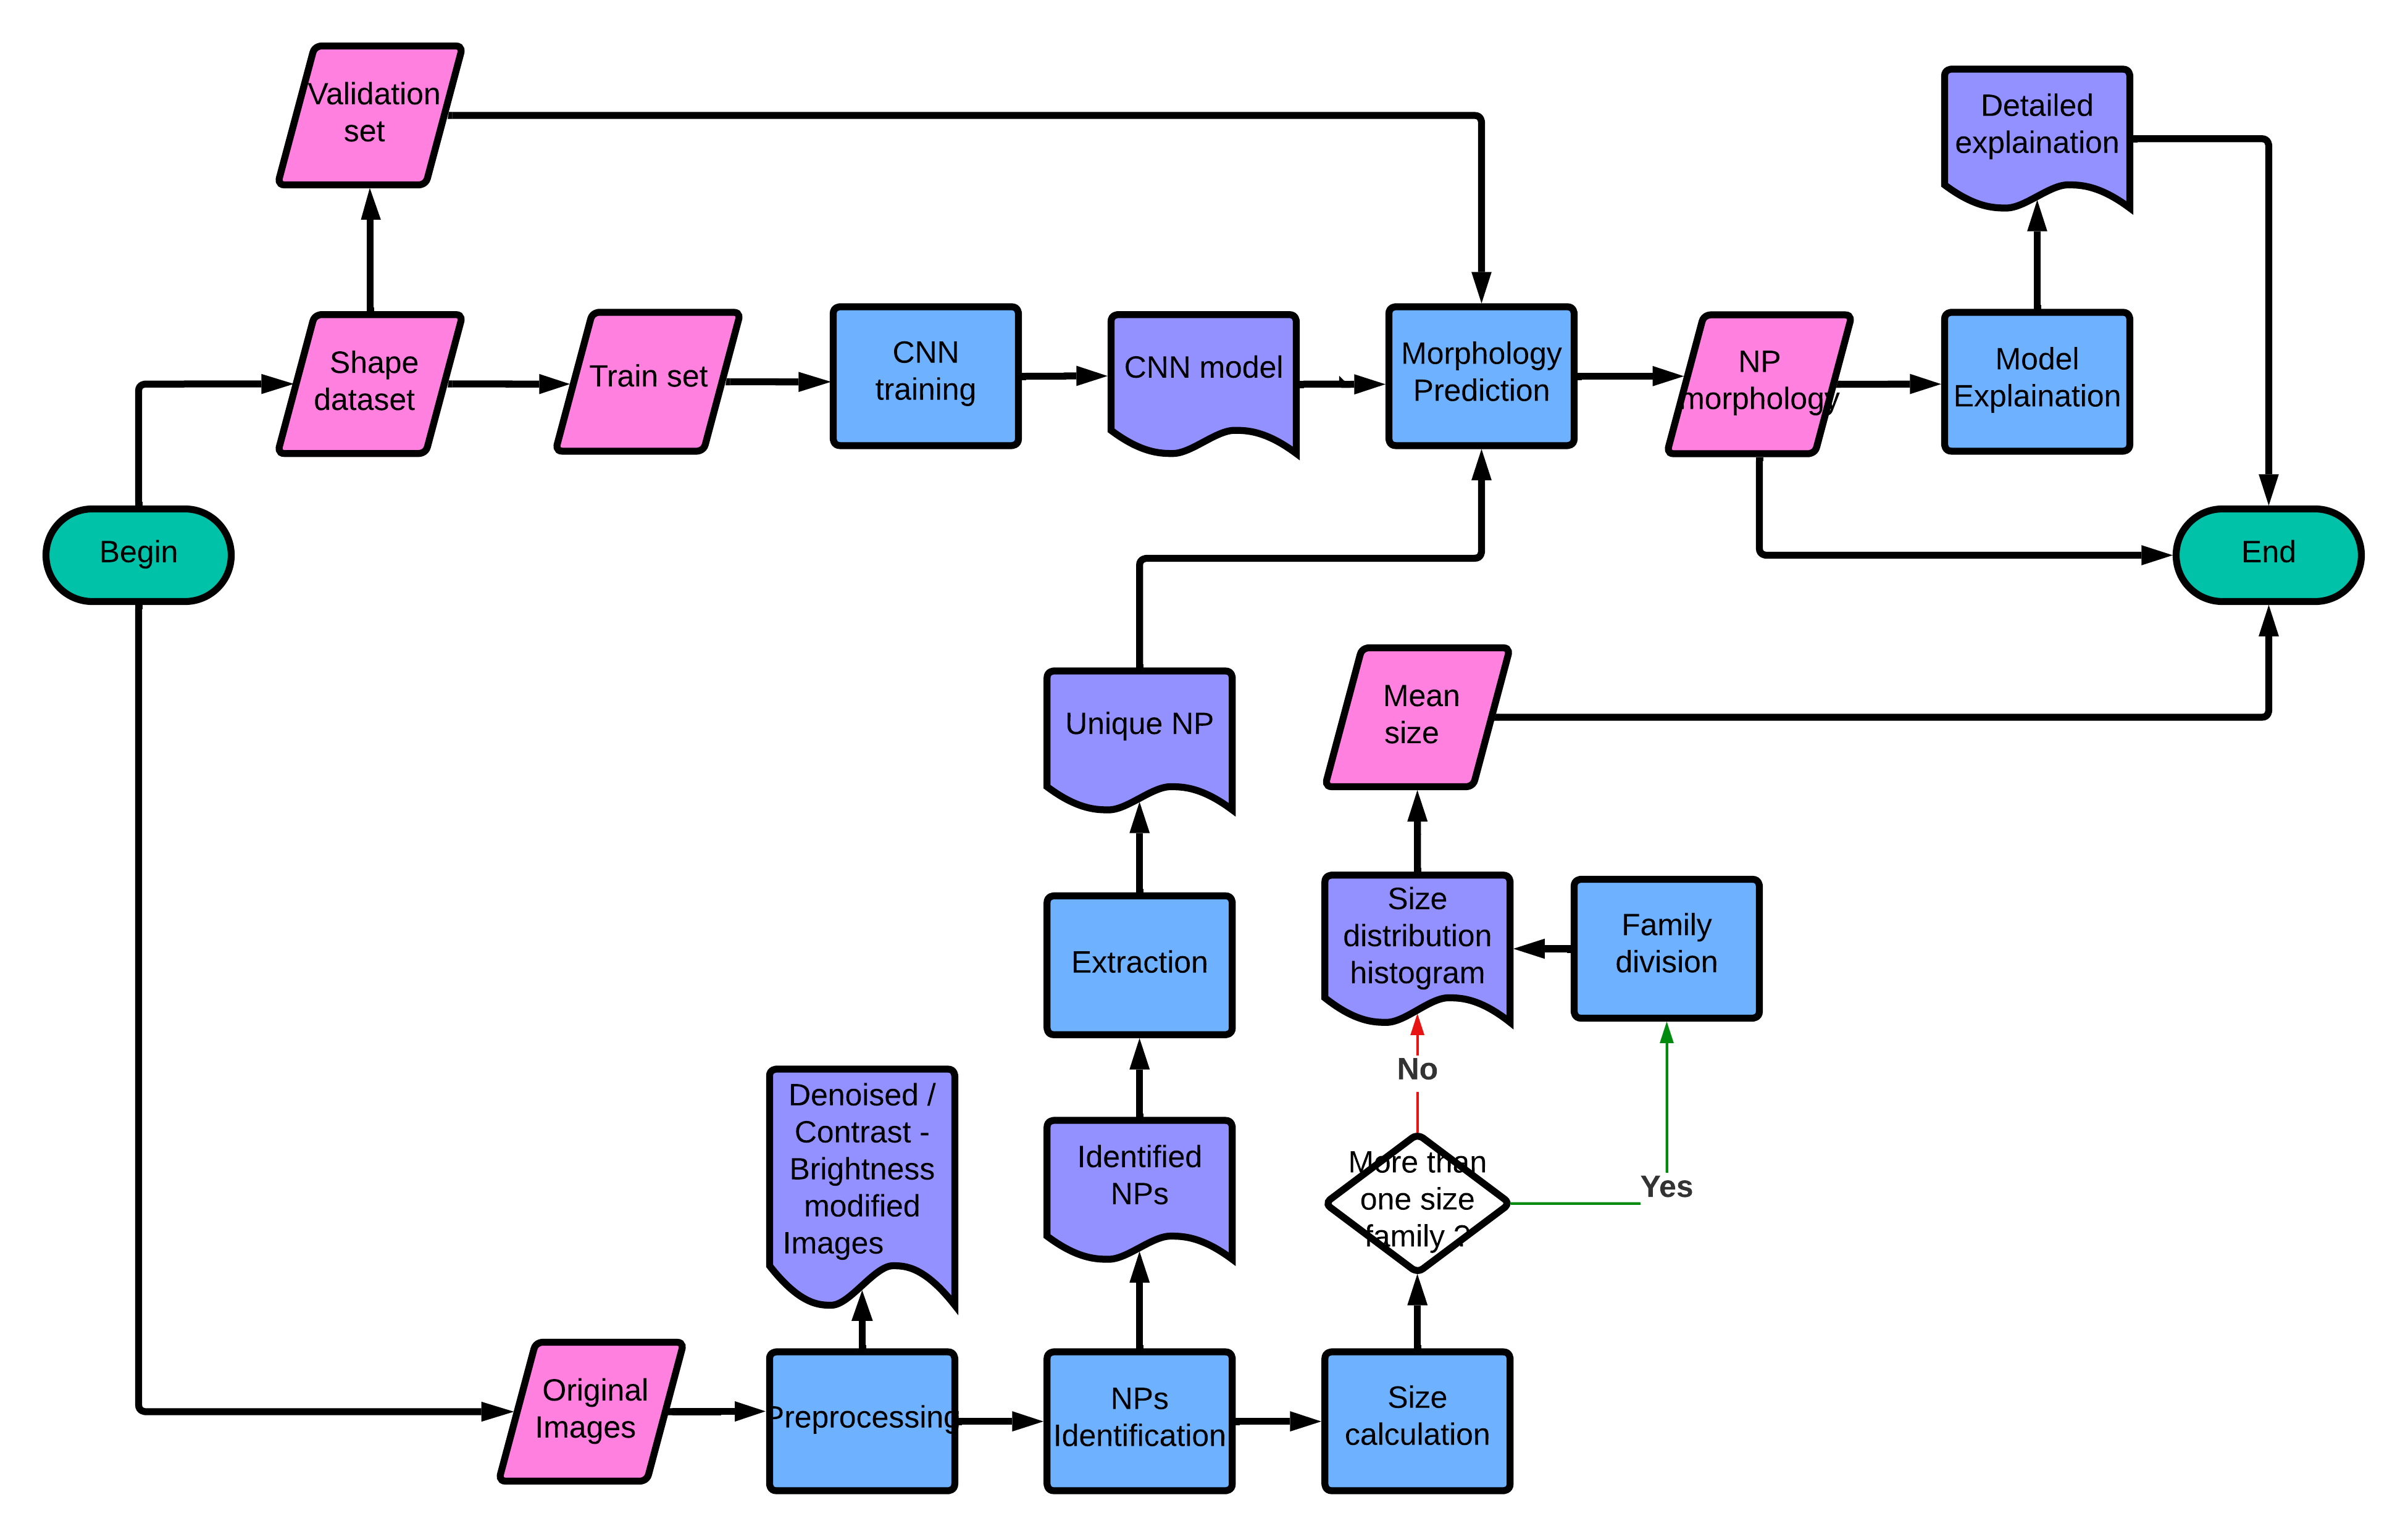 Validation
set
Detailed
explaination
Shape
dataset
Train set
CNN
training
CNN model
Morphology
Prediction
NP
morphology
Model
Explaination
Begin
End
Unique NP
Mean
size
Extraction
Size
distribution
histogram
Family
division
No
Denoised /
Contrast -
Brightness
modified
Images
Identified
NPs
More than
one size
family ?
Yes
Original
Images
Preprocessing
NPs
Identification
Size
calculation